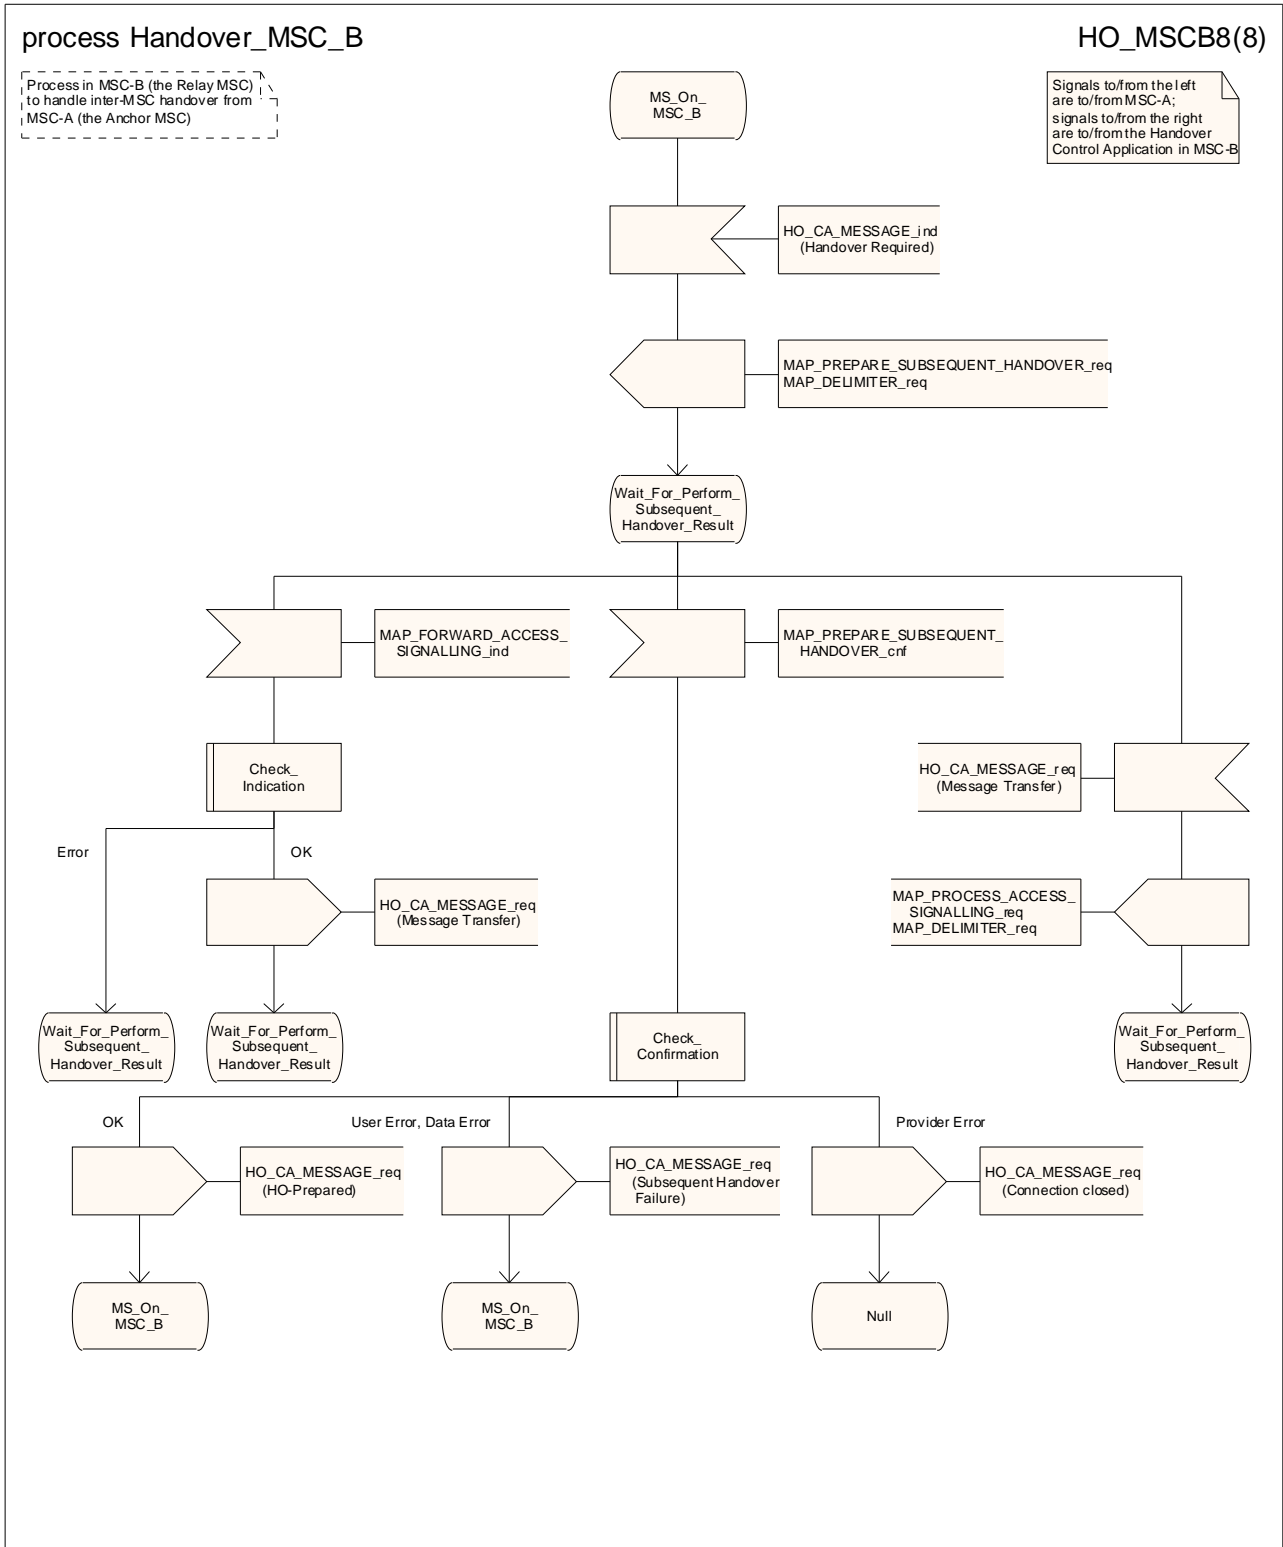 process Handover_MSC_B
HO_MSCB8(8)
Process in MSC-B (the Relay MSC)
to handle inter-MSC handover from
MSC-A (the Anchor MSC)
MS_On_
MSC_B
Signals to/from the left
are to/from MSC-A;
signals to/from the right
are to/from the Handover
Control Application in MSC-B
HO_CA_MESSAGE_ind
(Handover Required)
MAP_PREPARE_SUBSEQUENT_HANDOVER_req
MAP_DELIMITER_req
Wait_For_Perform_
Subsequent_
Handover_Result
MAP_FORWARD_ACCESS_
SIGNALLING_ind
MAP_PREPARE_SUBSEQUENT_
HANDOVER_cnf
Check_
Indication
HO_CA_MESSAGE_req
(Message Transfer)
Error
OK
HO_CA_MESSAGE_req
(Message Transfer)
MAP_PROCESS_ACCESS_
SIGNALLING_req
MAP_DELIMITER_req
Wait_For_Perform_
Subsequent_
Handover_Result
Wait_For_Perform_
Subsequent_
Handover_Result
Check_
Confirmation
Wait_For_Perform_
Subsequent_
Handover_Result
OK
User Error, Data Error
Provider Error
HO_CA_MESSAGE_req
(HO-Prepared)
HO_CA_MESSAGE_req
(Subsequent Handover
Failure)
HO_CA_MESSAGE_req
(Connection closed)
MS_On_
MSC_B
MS_On_
MSC_B
Null